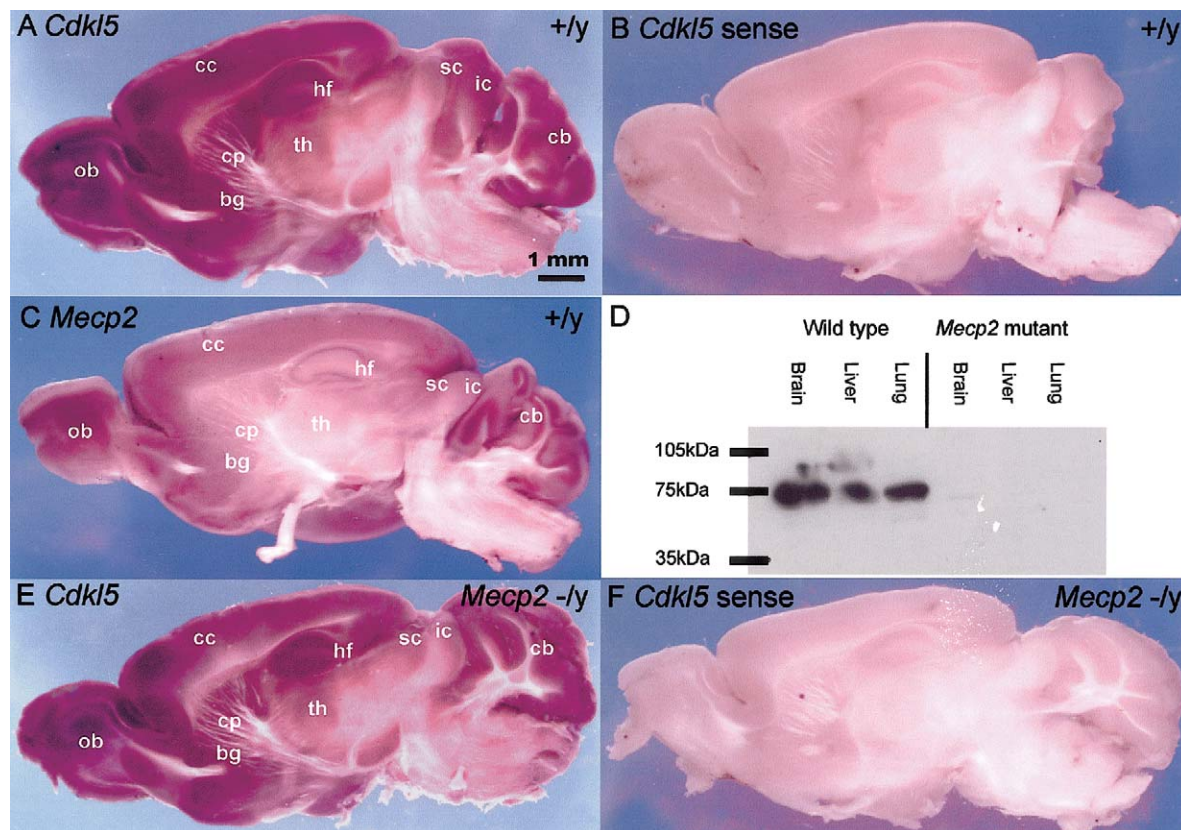 A Cdkl5 +/y
cc
hf
sc
ic
th
cb
cp
ob
bg
1 mm
B Cdkl5 sense +/y
C Mecp2 +/y
cc
hf
sc
ic
cb
ob
cp
th
bg
D
Wild type
Mecp2 mutant
Brain
Liver
Lung
Brain
Liver
Lung
105kDa
75kDa
35kDa
E Cdkl5 Mecp2 -/y
cc
hf
sc
ic
cb
th
cp
ob
bg
F Cdkl5 sense Mecp2 -/y